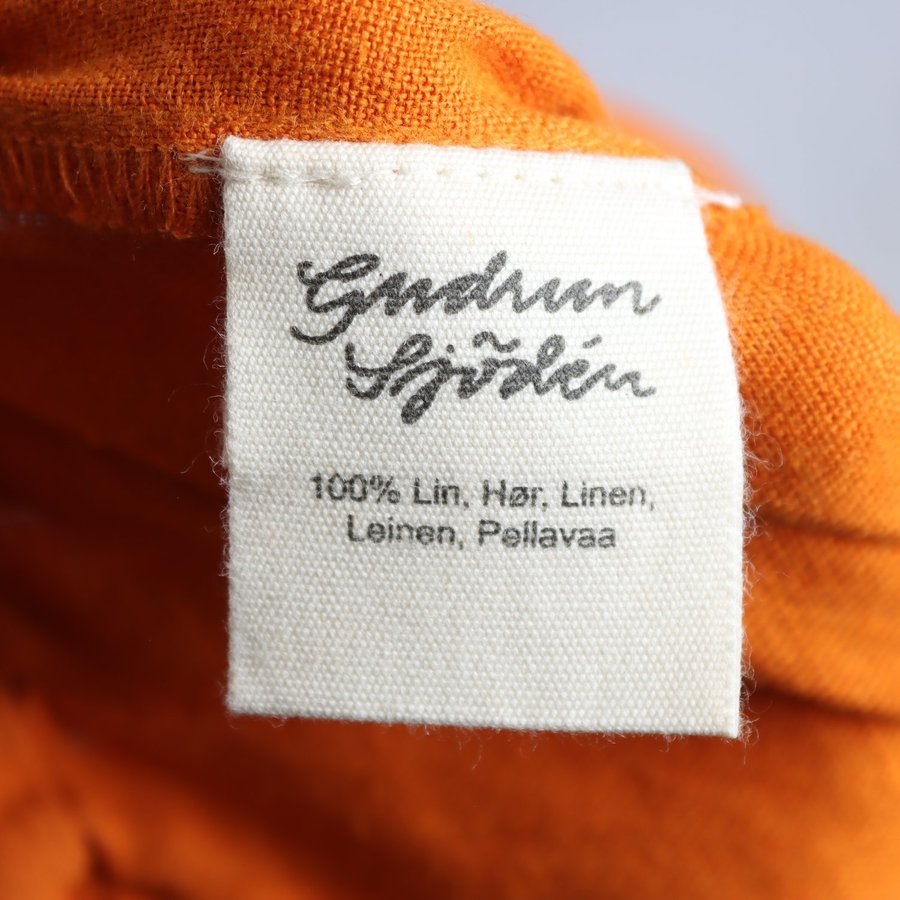 Gudrun
Sjödén
100% Lin, Hør, Linen,
Leinen, Pellavaa